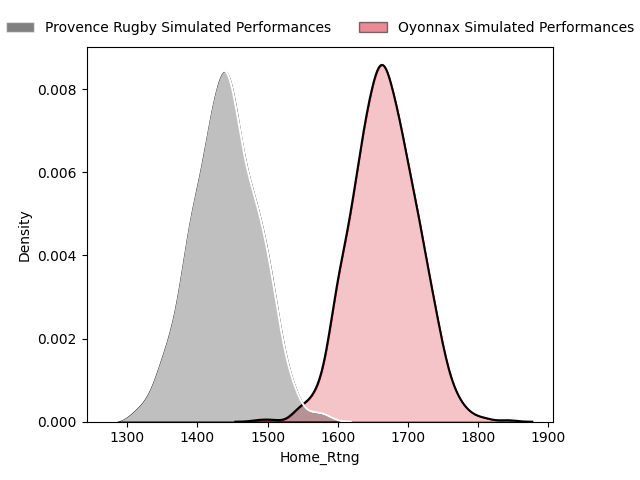 Provence Rugby Simulated Performances
Oyonnax Simulated Performances
0.008
0.006
0.004
0.002
0.000
Density
1300 1400 1500 1600 1700 1800 1900
Home_Rtng